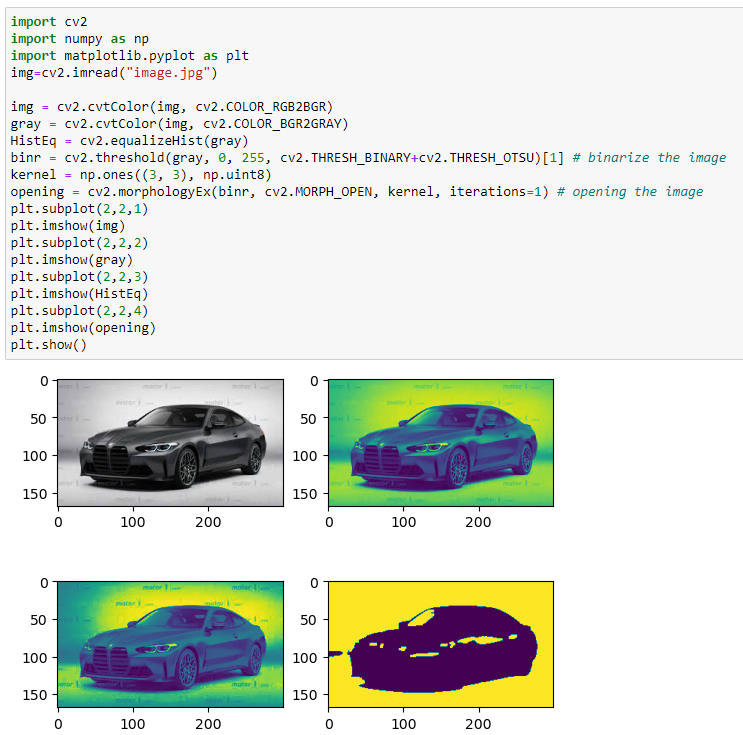 import cv2
import numpy as np
import matplotlib.pyplot as plt
img=cv2.imread("image.jpg")
img = cv2.cvtColor(img, cv2.COLOR_RGB2BGR)
gray = cv2.cvtColor(img, cv2.COLOR_BGR2GRAY)
HistEq = cv2.equalizeHist(gray)
binr = cv2.threshold(gray, 0, 255, cv2.THRESH_BINARY+cv2.THRESH_OTSU)[1] # binarize the image
kernel = np.ones((3, 3), np.uint8)
opening = cv2.morphologyEx(binr, cv2.MORPH_OPEN, kernel, iterations=1) # opening the image
plt.subplot(2,2,1)
plt.imshow(img)
plt.subplot(2,2,2)
plt.imshow(gray)
plt.subplot(2,2,3)
plt.imshow(HistEq)
plt.subplot(2,2,4)
plt.imshow(opening)
plt.show()
0
50
100
150
0 100 200
0
50
100
150
0 100 200
0
50
100
150
0 100 200
0
50
100
150
0 100 200